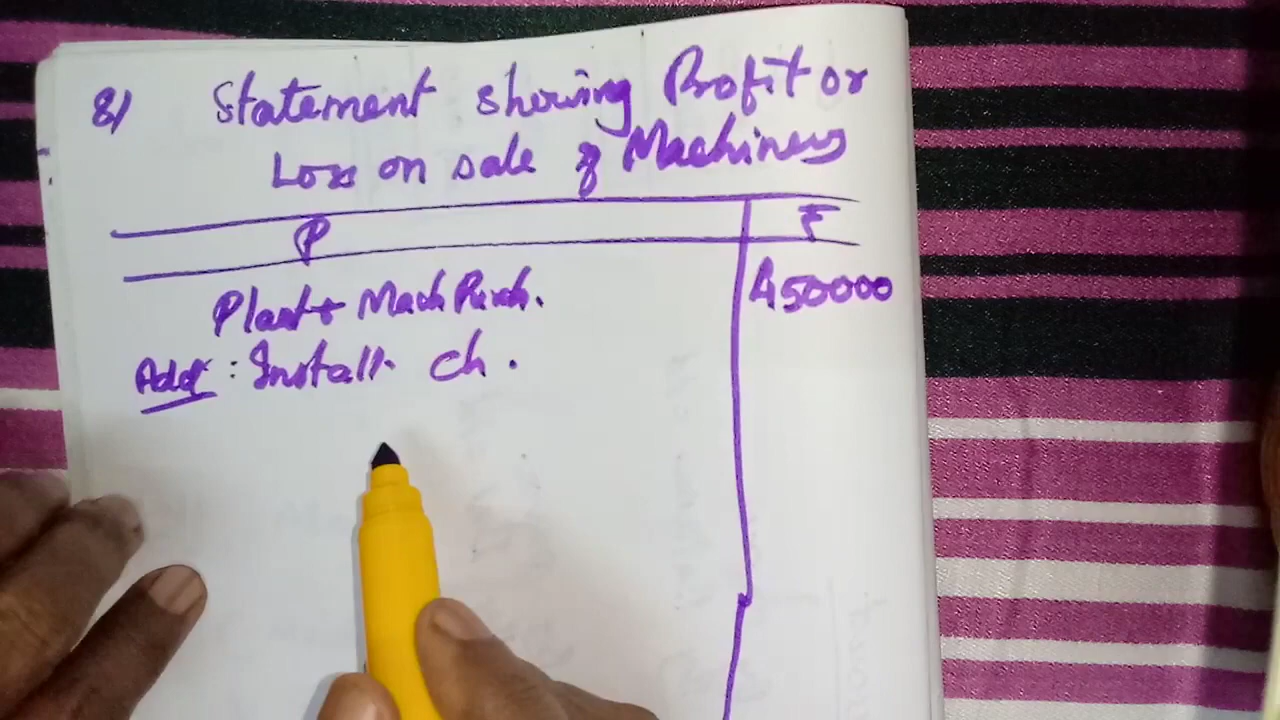 8) Statement showing Profit or
Loss on sale of Machinery
P ₹
Plant + Mach Purch. 450000
Add : Install. ch.